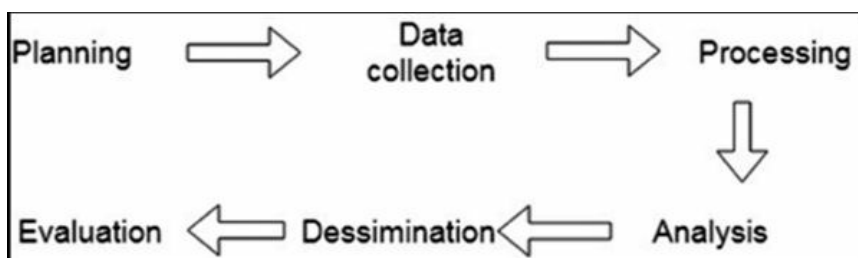 Planning
Data
collection
Processing
Evaluation
Dessimination
Analysis